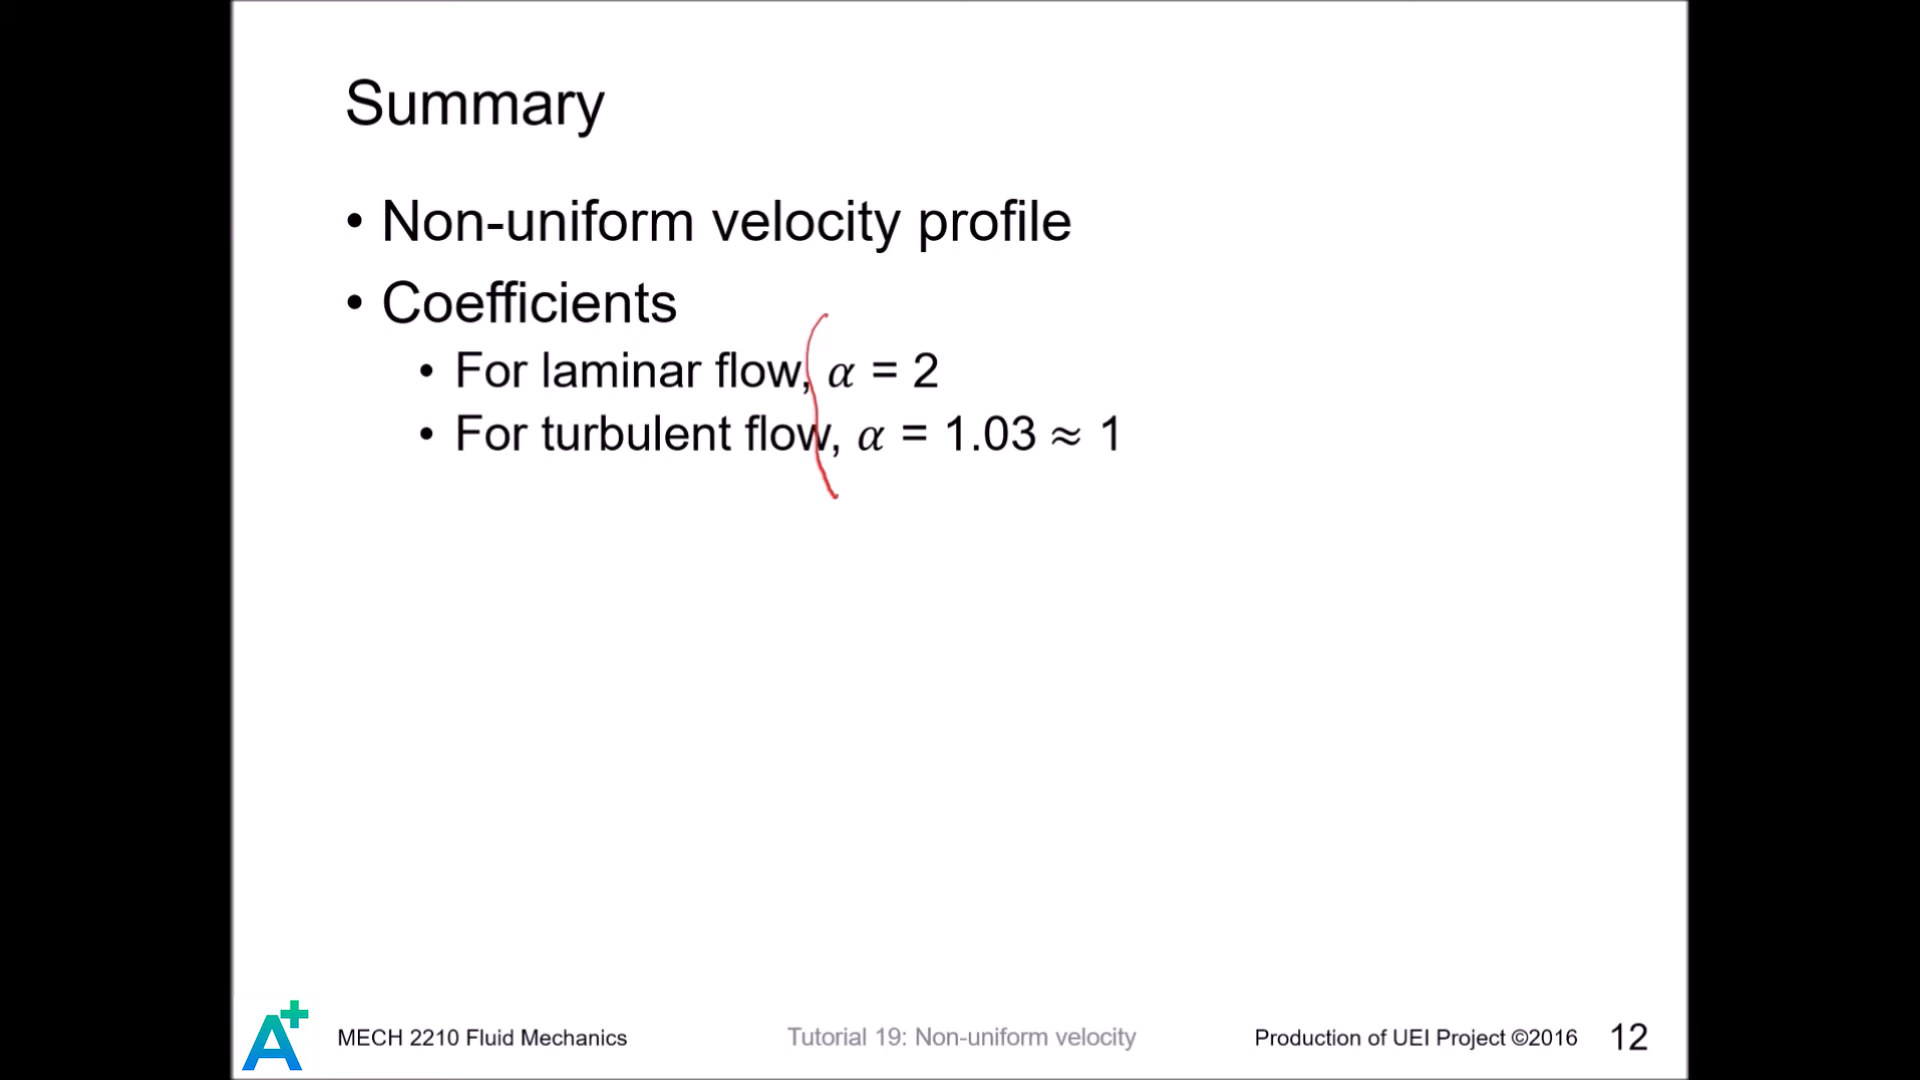 Summary
• Non-uniform velocity profile
• Coefficients
• For laminar flow, α = 2
• For turbulent flow, α = 1.03 ≈ 1
A+ MECH 2210 Fluid Mechanics Tutorial 19: Non-uniform velocity Production of UEI Project ©2016 12